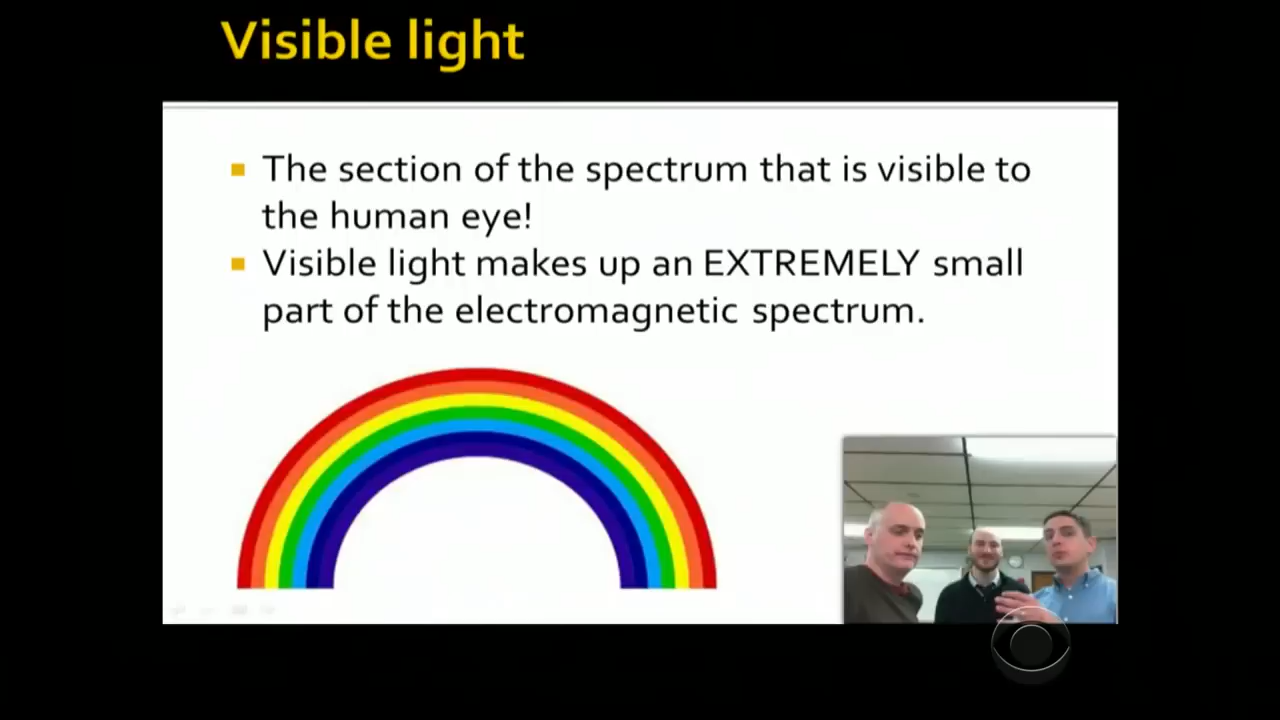 Visible light
The section of the spectrum that is visible to
the human eye!
Visible light makes up an EXTREMELY small
part of the electromagnetic spectrum.